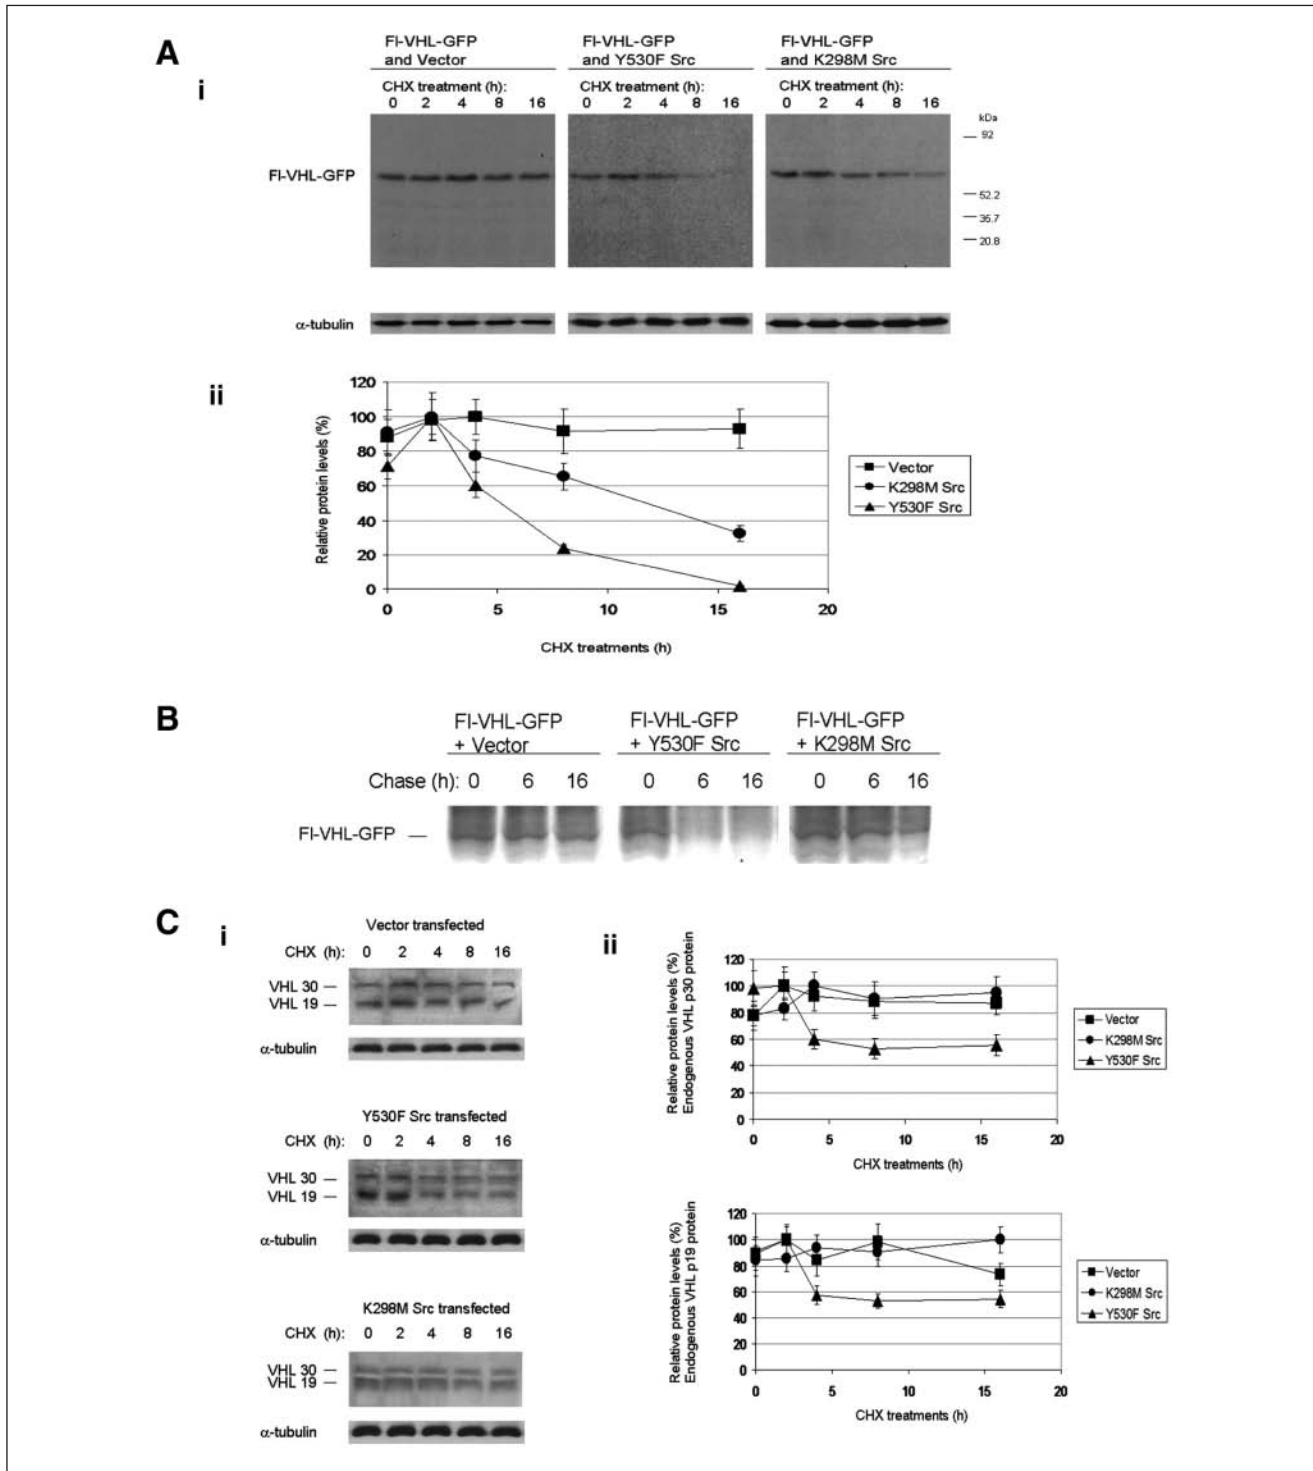 A
i
Fl-VHL-GFP and Vector
Fl-VHL-GFP and Y530F Src
Fl-VHL-GFP and K298M Src
CHX treatment (h):
0 2 4 8 16
CHX treatment (h):
0 2 4 8 16
CHX treatment (h):
0 2 4 8 16
kDa
92
52.2
35.7
20.8
Fl-VHL-GFP
α-tubulin
ii
Relative protein levels (%)
120
100
80
60
40
20
0
0 5 10 15 20
CHX treatments (h)
Vector
K298M Src
Y530F Src
B
Fl-VHL-GFP + Vector
Fl-VHL-GFP + Y530F Src
Fl-VHL-GFP + K298M Src
Chase (h): 0 6 16 0 6 16 0 6 16
Fl-VHL-GFP
C
i
Vector transfected
CHX (h): 0 2 4 8 16
VHL 30
VHL 19
α-tubulin
Y530F Src transfected
CHX (h): 0 2 4 8 16
VHL 30
VHL 19
α-tubulin
K298M Src transfected
CHX (h): 0 2 4 8 16
VHL 30
VHL 19
α-tubulin
ii
Relative protein levels (%)
Endogenous VHL p30 protein
120
100
80
60
40
20
0
0 5 10 15 20
CHX treatments (h)
Vector
K298M Src
Y530F Src
Relative protein levels (%)
Endogenous VHL p19 protein
120
100
80
60
40
20
0
0 5 10 15 20
CHX treatments (h)
Vector
K298M Src
Y530F Src